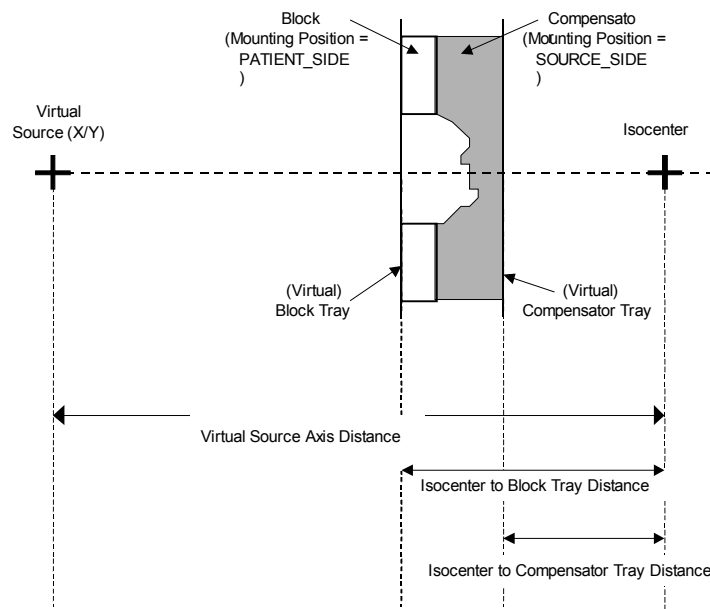 Block
(Mounting Position =
PATIENT_SIDE
)
Compensato
r
(Mounting Position =
SOURCE_SIDE
)
Virtual
Source (X/Y)
Isocenter
(Virtual)
Block Tray
(Virtual)
Compensator Tray
Virtual Source Axis Distance
Isocenter to Block Tray Distance
Isocenter to Compensator Tray Distance